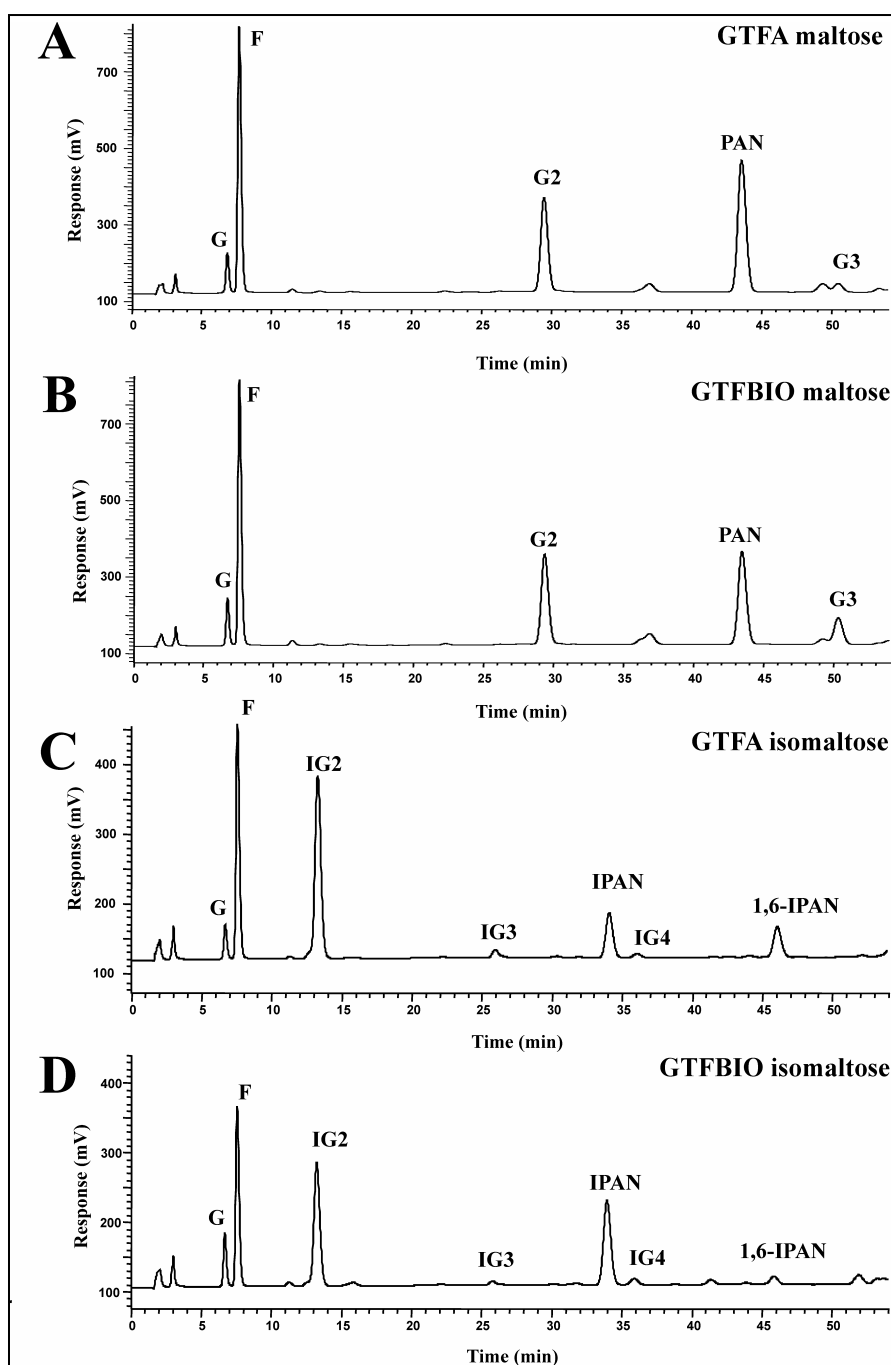 A
GTFA maltose
F
PAN
G2
G
G3
Response (mV)
700
500
300
100
0 5 10 15 20 25 30 35 40 45 50
Time (min)
B
GTFBIO maltose
F
G2
PAN
G
G3
Response (mV)
700
500
300
100
0 5 10 15 20 25 30 35 40 45 50
Time (min)
C
GTFA isomaltose
F
IG2
IPAN
G
IG3
IG4
1,6-IPAN
Response (mV)
400
300
200
100
0 5 10 15 20 25 30 35 40 45 50
Time (min)
D
GTFBIO isomaltose
F
IG2
IPAN
G
IG3
IG4
1,6-IPAN
Response (mV)
400
300
200
100
0 5 10 15 20 25 30 35 40 45 50
Time (min)